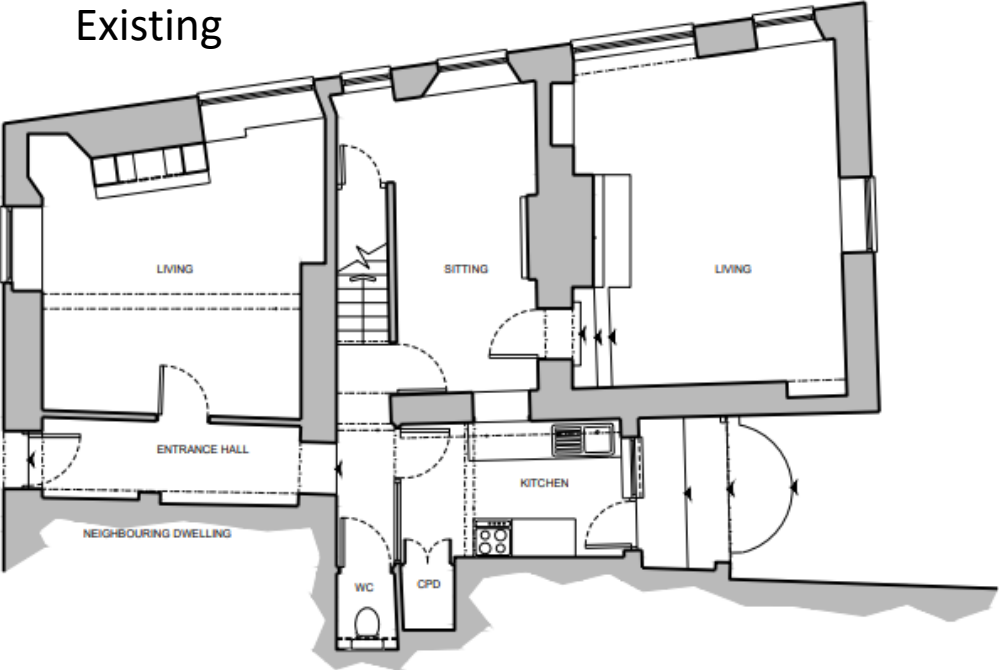 Existing
LIVING
SITTING
LIVING
ENTRANCE HALL
KITCHEN
NEIGHBOURING DWELLING
WC
CPD